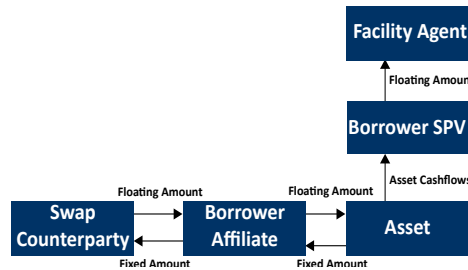 Facility Agent
Floating Amount
Borrower SPV
Asset Cashflows
Floating Amount
Floating Amount
Swap
Counterparty
Borrower
Affiliate
Asset
Fixed Amount
Fixed Amount